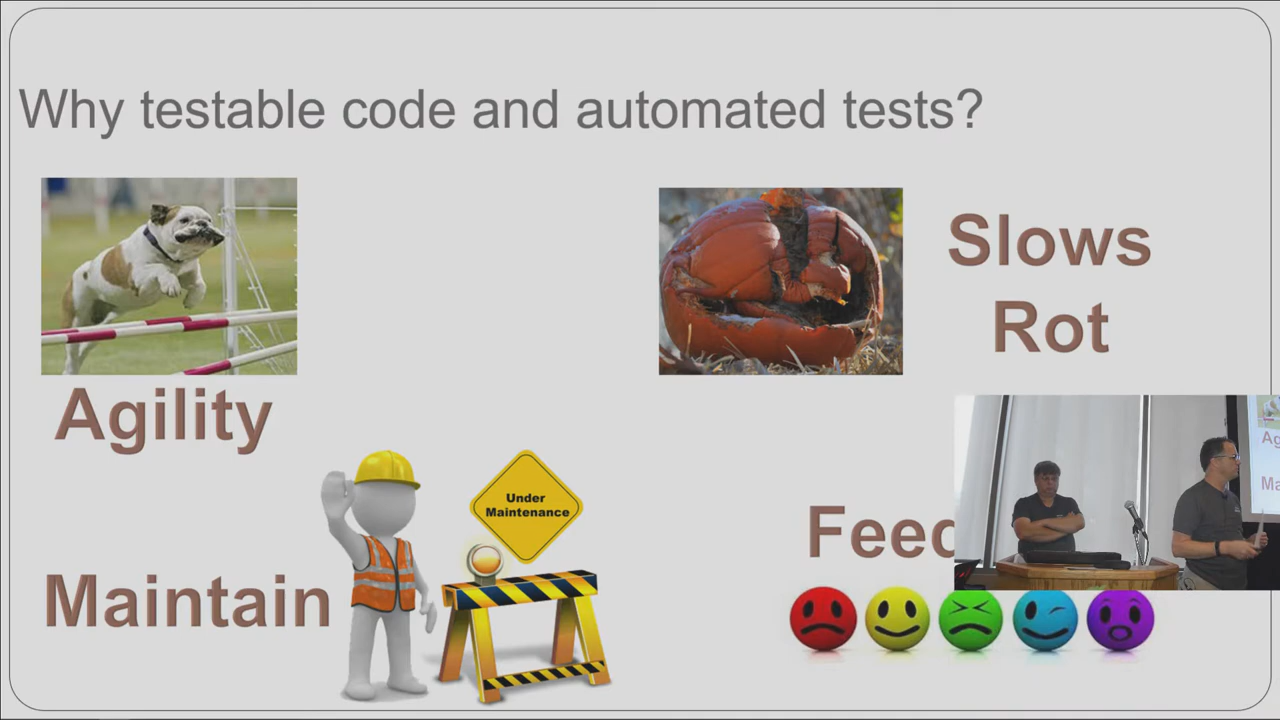 Why testable code and automated tests?
Slows
Rot
Agility
Under
Maintenance
Maintain